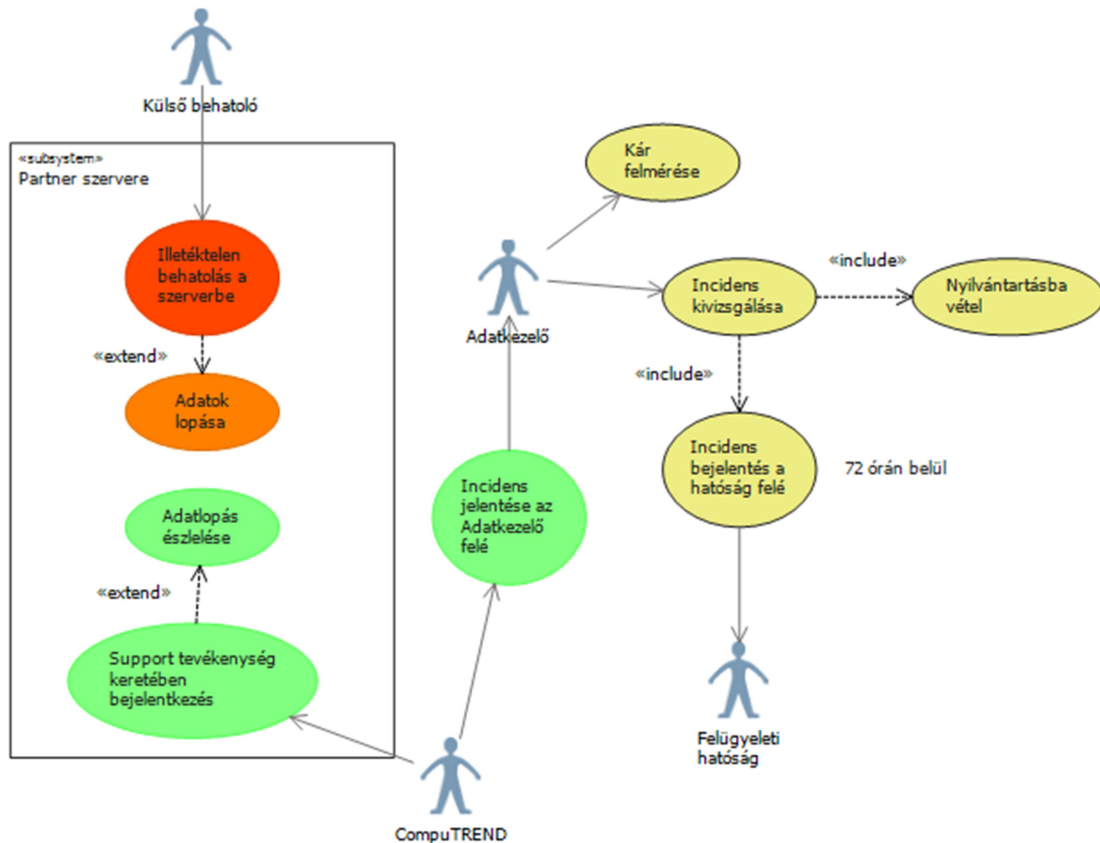 Külső behatoló
«subsystem»
Partner szervere
Illetéktelen
behatolás a
szerverbe
«extend»
Adatok
lopása
Adatlopás
észlelése
«extend»
Support tevékenység
keretében
bejelentkezés
CompuTREND
Incidens
jelentése az
Adatkezelő
felé
Adatkezelő
Kár
felmérése
Incidens
kivizsgálása
«include»
Nyilvántartásba
vétel
«include»
Incidens
bejelentés a
hatóság felé
72 órán belül
Felügyeleti
hatóság